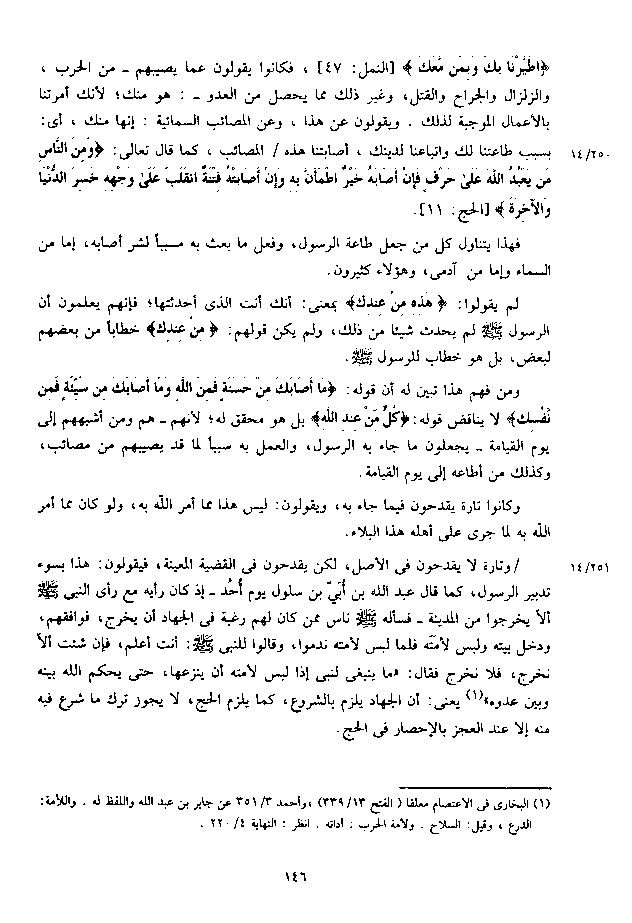 ﴿اطَّيَّرْنَا بِكَ وَبِمَن مَّعَكَ﴾ [النمل: ٤٧] ، فكانوا يقولون عما يصيبهم ـ من الحرب ،
والزلزال والجراح والقتل، وغير ذلك مما يحصل من العدو ـ : هو منك؛ لأنك أمرتنا
بالأعمال الموجبة لذلك . ويقولون عن هذا ، وعن المصائب السمائية : إنها منك ، أى:
١٤/٢٥٠ بسبب طاعتنا لك واتباعنا لدينك ، أصابتنا هذه / المصائب ، كما قال تعالى: ﴿وَمِنَ النَّاسِ
مَن يَعْبُدُ اللَّهَ عَلَىٰ حَرْفٍ فَإِنْ أَصَابَهُ خَيْرٌ اطْمَأَنَّ بِهِ وَإِنْ أَصَابَتْهُ فِتْنَةٌ انقَلَبَ عَلَىٰ وَجْهِهِ خَسِرَ الدُّنْيَا
وَالآخِرَةَ﴾ [الحج: ١١].
فهذا يتناول كل من جعل طاعة الرسول، وفعل ما بعث به مسبباً لشر أصابه، إما من
السماء وإما من آدمى، وهؤلاء كثيرون.
لم يقولوا: ﴿هَذِهِ مِنْ عِندِكَ﴾ بمعنى: أنك أنت الذى أحدثتها؛ فإنهم يعلمون أن
الرسول ﷺ لم يحدث شيئا من ذلك، ولم يكن قولهم: ﴿مِنْ عِندِكَ﴾ خطاباً من بعضهم
لبعض، بل هو خطاب للرسول ﷺ.
ومن فهم هذا تبين له أن قوله: ﴿مَا أَصَابَكَ مِنْ حَسَنَةٍ فَمِنَ اللَّهِ وَمَا أَصَابَكَ مِن سَيِّئَةٍ فَمِن
نَّفْسِكَ﴾ لا يناقض قوله: ﴿كُلٌّ مِّنْ عِندِ اللَّهِ﴾ بل هو محقق له؛ لأنهم ـ هم ومن أشبههم إلى
يوم القيامة ـ يجعلون ما جاء به الرسول، والعمل به سبباً لما قد يصيبهم من مصائب،
وكذلك من أطاعه إلى يوم القيامة.
وكانوا تارة يقدحون فيما جاء به، ويقولون: ليس هذا مما أمر الله به، ولو كان مما أمر
الله به لما جرى على أهله هذا البلاء.
١٤/٢٥١ / وتارة لا يقدحون فى الأصل، لكن يقدحون فى القضية المعينة، فيقولون: هذا بسوء
تدبير الرسول، كما قال عبد الله بن أُبَىّ بن سلول يوم أُحُد ـ إذ كان رأيه مع رأى النبى ﷺ
ألا يخرجوا من المدينة ـ فسأله ﷺ ناس ممن كان لهم رغبة فى الجهاد أن يخرج، فوافقهم،
ودخل بيته ولبس لأمَتَه فلما لبس لأمته ندموا، وقالوا للنبى ﷺ: أنت أعلم، فإن شئت ألاَّ
نخرج، فلا نخرج فقال: «ما ينبغى لنبى إذا لبس لأمته أن ينزعها، حتى يحكم الله بينه
وبين عدوه»(١) يعنى: أن الجهاد يلزم بالشروع، كما يلزم الحج، لا يجوز ترك ما شرع فيه
منه إلا عند العجز بالإحصار فى الحج.
(١) البخارى فى الاعتصام معلقا ( الفتح ١٣/ ٣٣٩) ،وأحمد ٣/ ٣٥١ عن جابر بن عبد الله واللفظ له . واللأمة:
الدرع ، وقيل: السلاح . ولأمة الحرب : أداته . انظر : النهاية ٤/ ٢٢٠ .
١٤٦